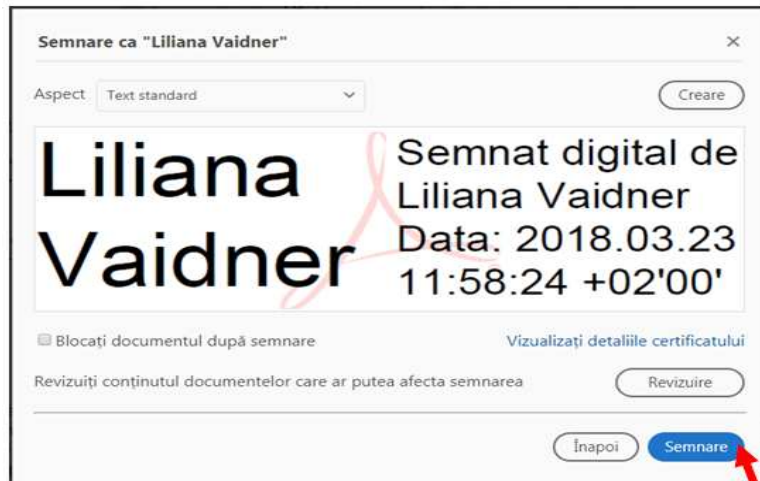 Semnare ca "Liliana Vaidner"
Aspect Text standard Creare
Liliana
Vaidner
Semnat digital de
Liliana Vaidner
Data: 2018.03.23
11:58:24 +02'00'
Blocați documentul după semnare Vizualizați detaliile certificatului
Revizuiți conținutul documentelor care ar putea afecta semnarea Revizuire
Înapoi Semnare